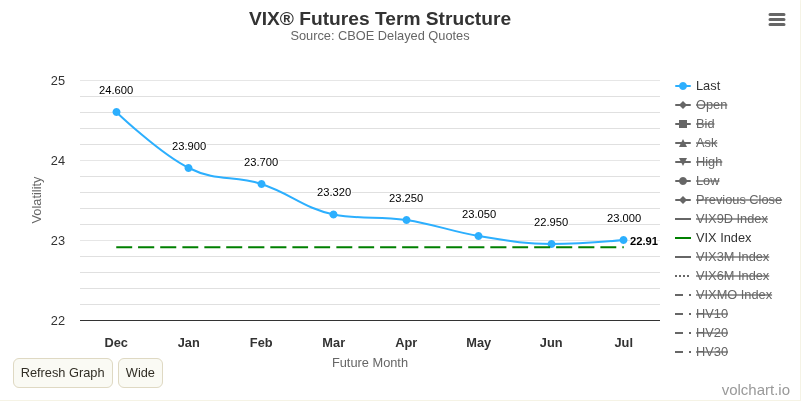 VIX® Futures Term Structure
Source: CBOE Delayed Quotes
25
24
23
22
Volatility
24.600
23.900
23.700
23.320
23.250
23.050
22.950
23.000
22.91
Dec Jan Feb Mar Apr May Jun Jul
Future Month
Last
Open
Bid
Ask
High
Low
Previous Close
VIX9D Index
VIX Index
VIX3M Index
VIX6M Index
VIXMO Index
HV10
HV20
HV30
Refresh Graph Wide
volchart.io